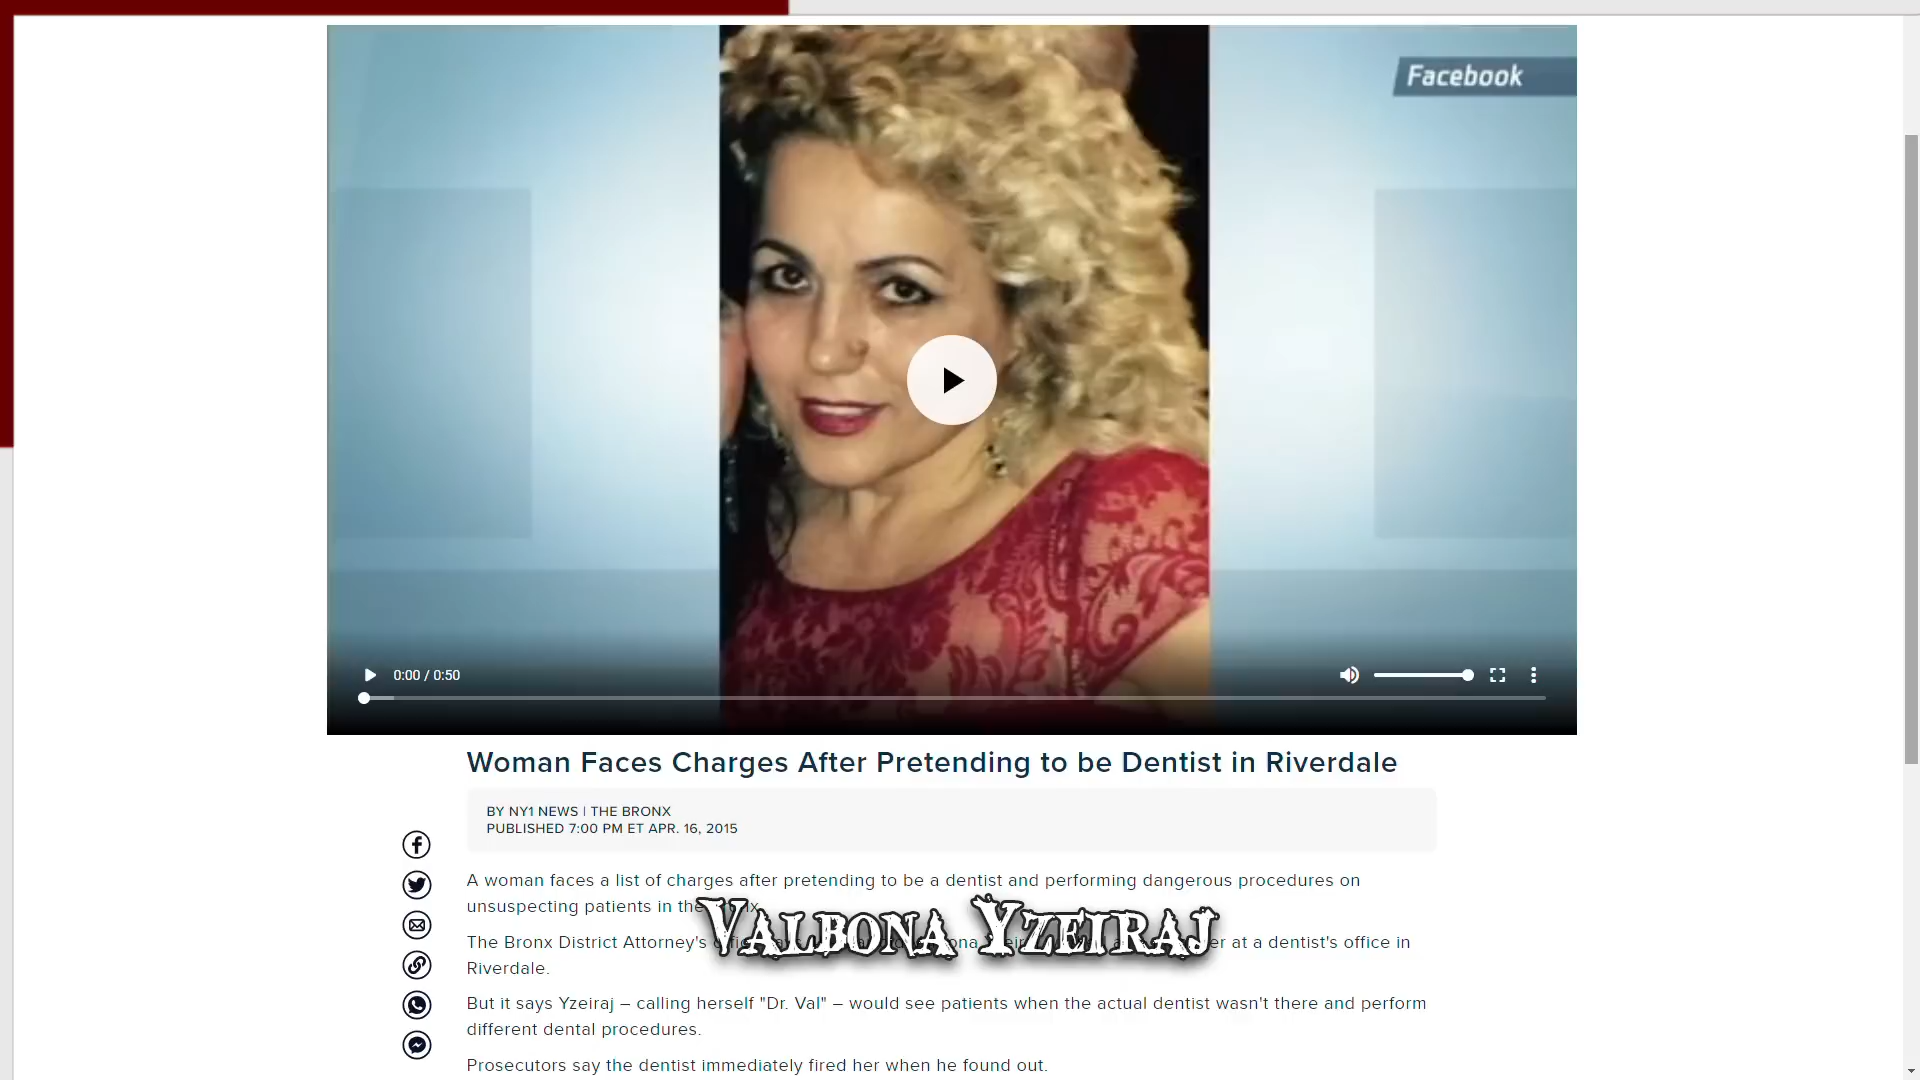 Facebook
0:00 / 0:50
Woman Faces Charges After Pretending to be Dentist in Riverdale
BY NY1 NEWS | THE BRONX
PUBLISHED 7:00 PM ET APR. 16, 2015
A woman faces a list of charges after pretending to be a dentist and performing dangerous procedures on
unsuspecting patients in the
Valbona Yzeiraj
The Bronx District Attorney's at a dentist's office in
Riverdale.
But it says Yzeiraj – calling herself "Dr. Val" – would see patients when the actual dentist wasn't there and perform
different dental procedures.
Prosecutors say the dentist immediately fired her when he found out.